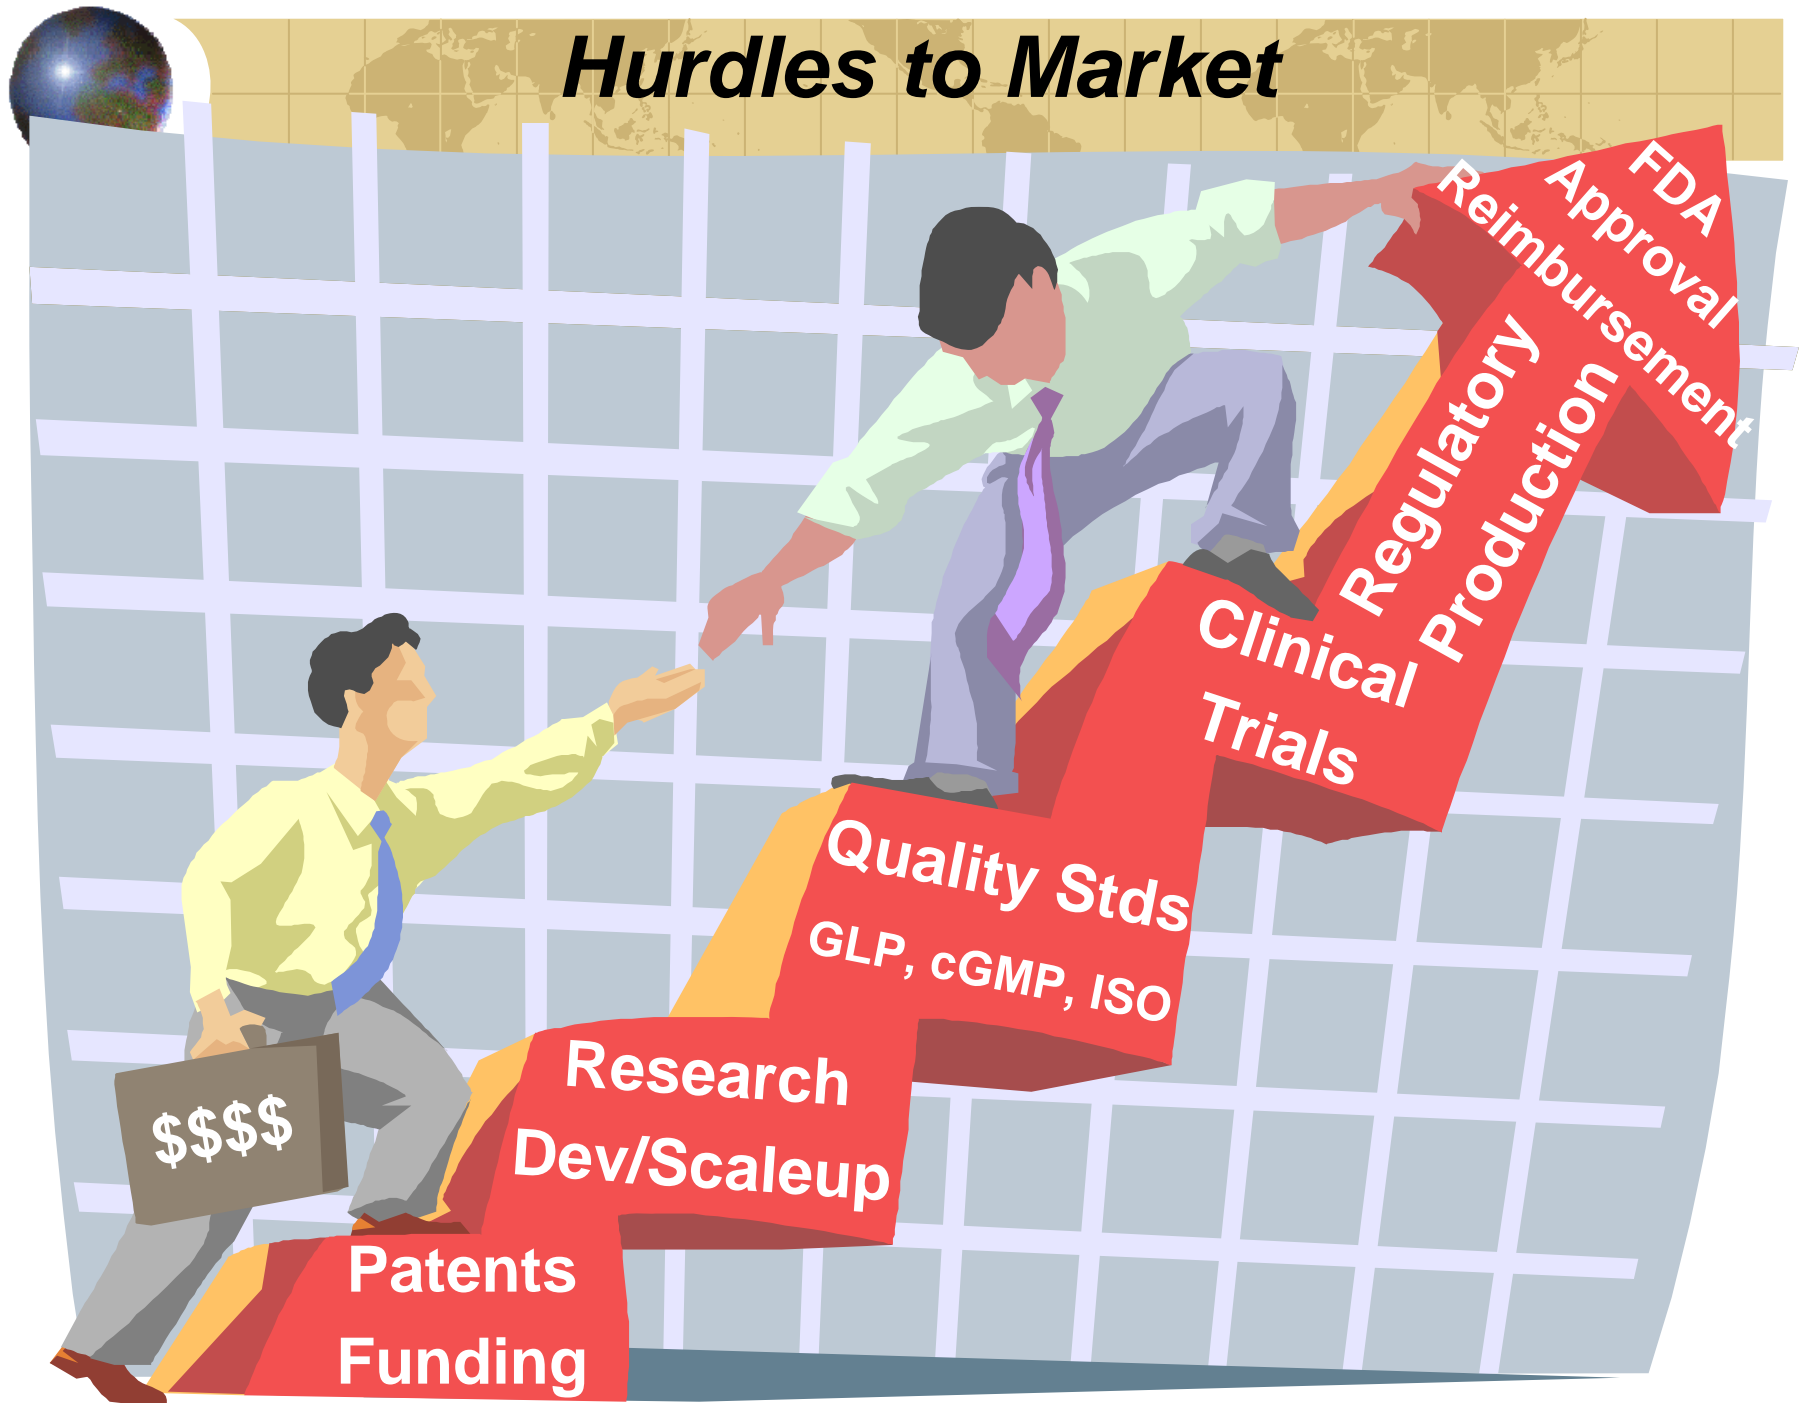 Hurdles to Market
FDA
Approval
Reimbursement
Regulatory
Production
Clinical
Trials
Quality Stds
GLP, cGMP, ISO
Research
Dev/Scaleup
$$$$
Patents
Funding